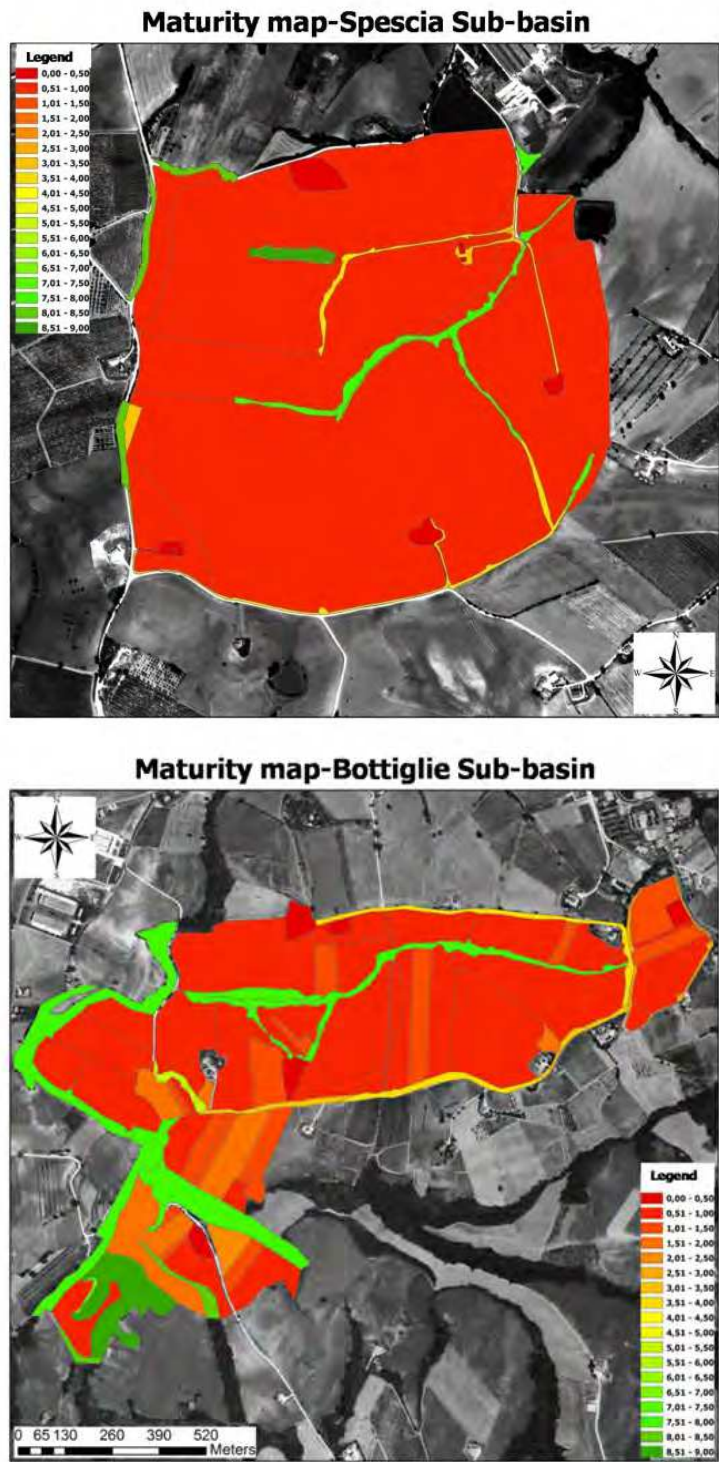 Maturity map-Spescia Sub-basin
Legend
0,00 - 0,50
0,51 - 1,00
1,01 - 1,50
1,51 - 2,00
2,01 - 2,50
2,51 - 3,00
3,01 - 3,50
3,51 - 4,00
4,01 - 4,50
4,51 - 5,00
5,01 - 5,50
5,51 - 6,00
6,01 - 6,50
6,51 - 7,00
7,01 - 7,50
7,51 - 8,00
8,01 - 8,50
8,51 - 9,00
N
W E
S
Maturity map-Bottiglie Sub-basin
N
W E
S
Legend
0,00 - 0,50
0,51 - 1,00
1,01 - 1,50
1,51 - 2,00
2,01 - 2,50
2,51 - 3,00
3,01 - 3,50
3,51 - 4,00
4,01 - 4,50
4,51 - 5,00
5,01 - 5,50
5,51 - 6,00
6,01 - 6,50
6,51 - 7,00
7,01 - 7,50
7,51 - 8,00
8,01 - 8,50
8,51 - 9,00
0 65 130 260 390 520
Meters